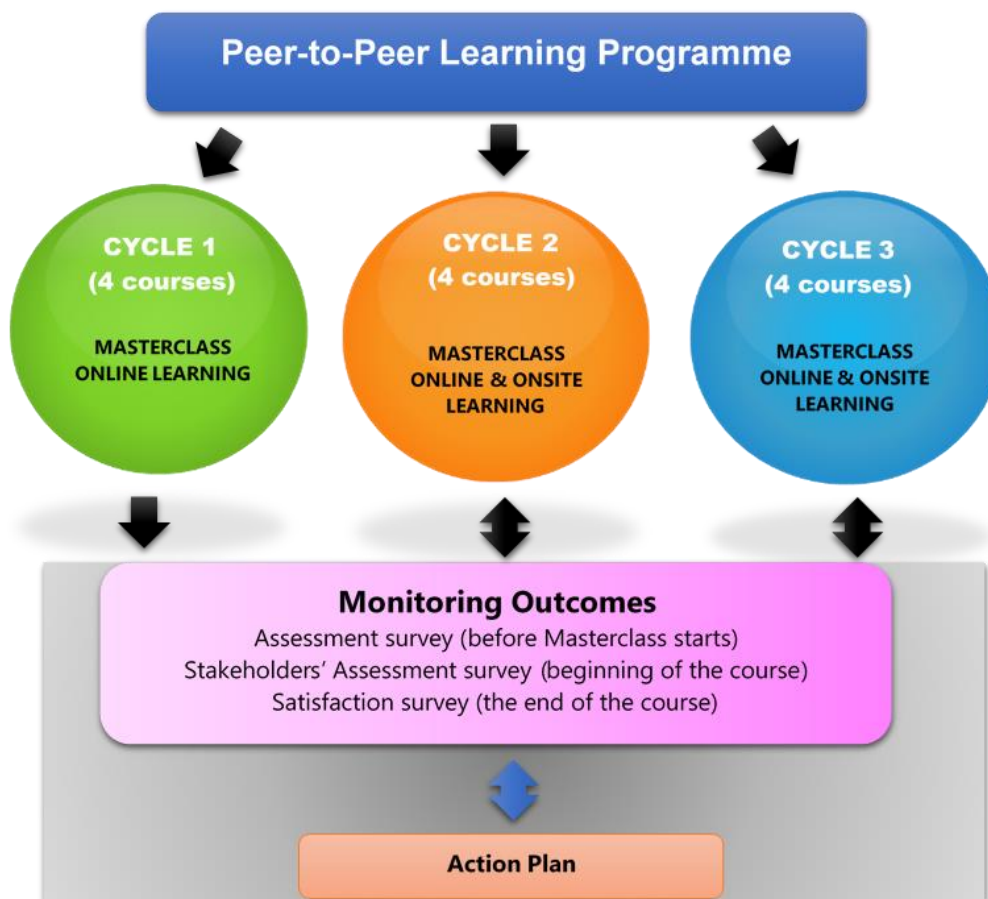 Peer-to-Peer Learning Programme
CYCLE 1
(4 courses)
MASTERCLASS
ONLINE LEARNING
CYCLE 2
(4 courses)
MASTERCLASS
ONLINE & ONSITE
LEARNING
CYCLE 3
(4 courses)
MASTERCLASS
ONLINE & ONSITE
LEARNING
Monitoring Outcomes
Assessment survey (before Masterclass starts)
Stakeholders’ Assessment survey (beginning of the course)
Satisfaction survey (the end of the course)
Action Plan